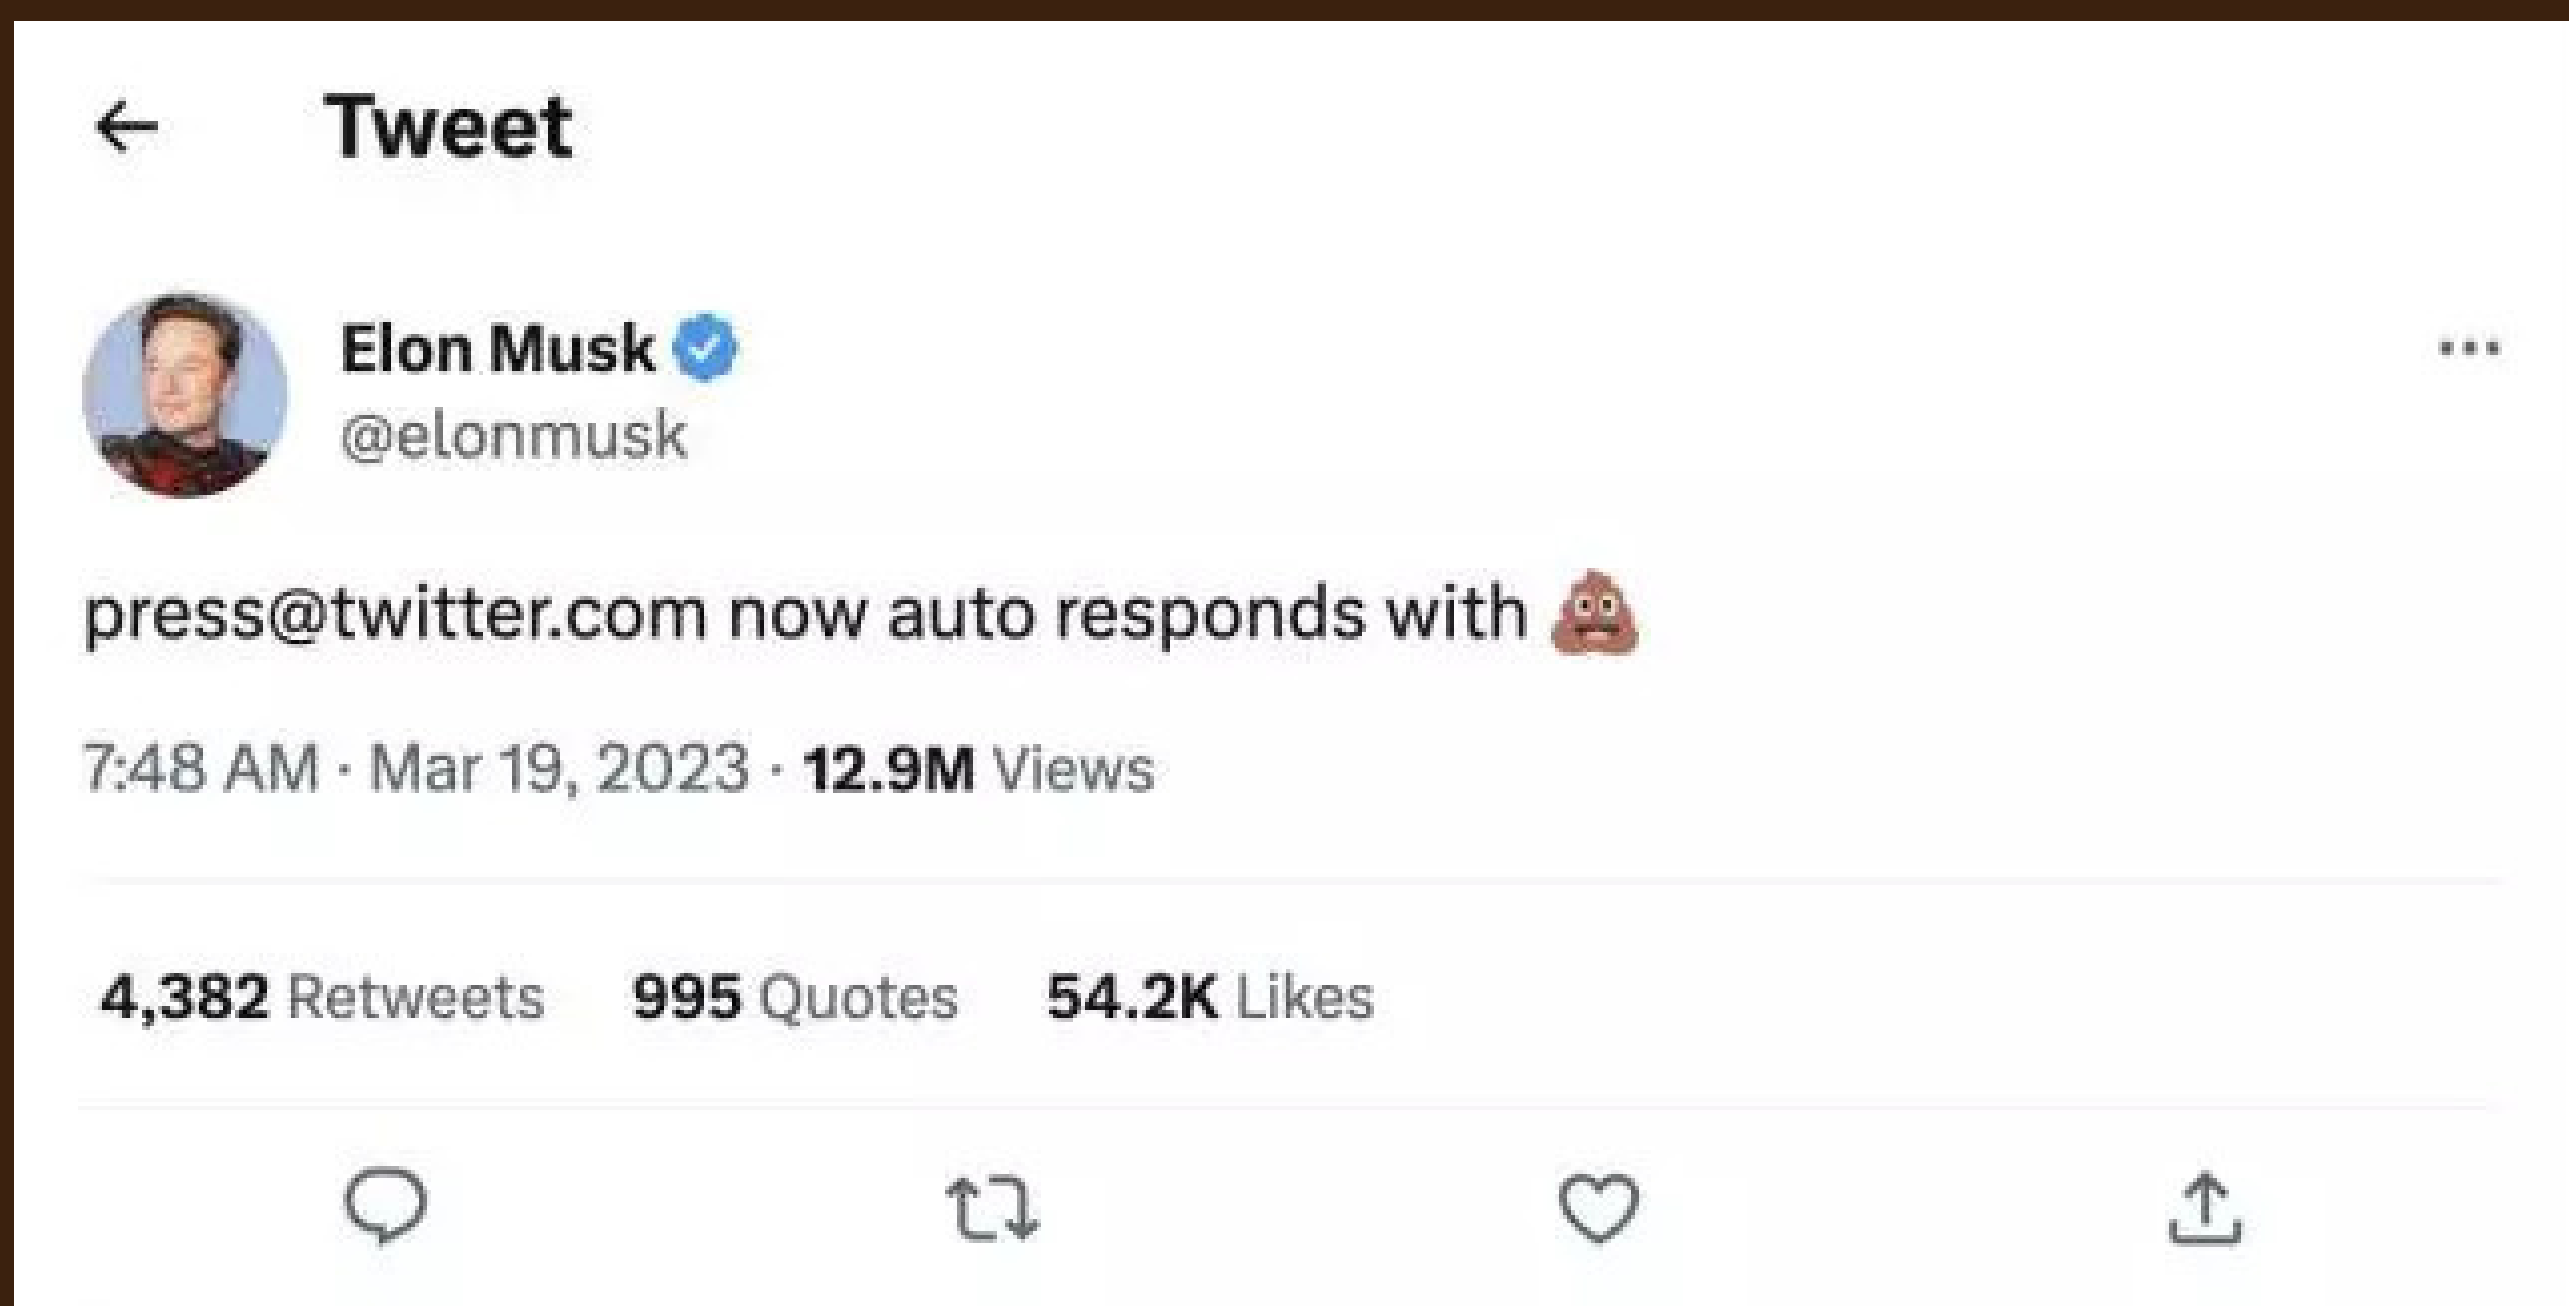 Tweet
Elon Musk
@elonmusk
press@twitter.com now auto responds with 💩
7:48 AM · Mar 19, 2023 · 12.9M Views
4,382 Retweets 995 Quotes 54.2K Likes